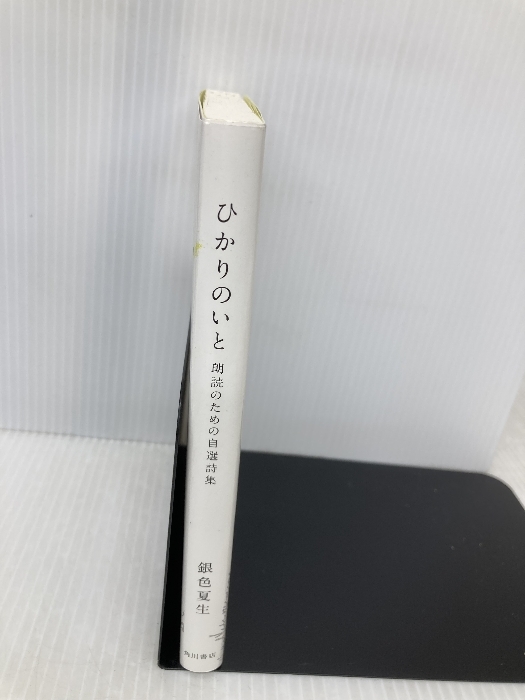 ひかりのいと
朗読のための自選詩集
銀色夏生
角川書店